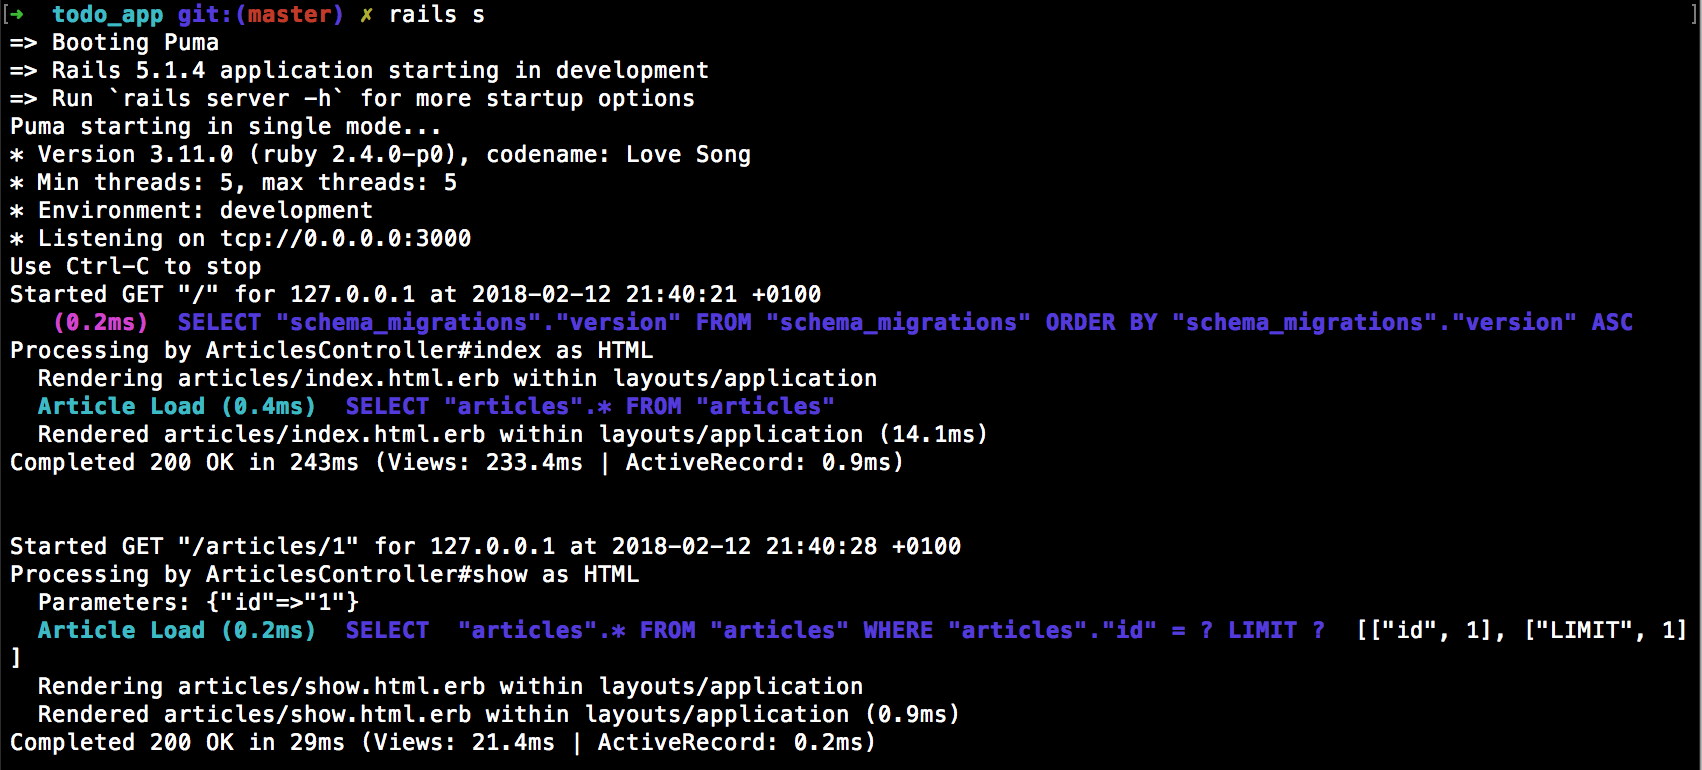 [➜  todo_app git:(master) ✗ rails s ]
=> Booting Puma
=> Rails 5.1.4 application starting in development
=> Run `rails server -h` for more startup options
Puma starting in single mode...
* Version 3.11.0 (ruby 2.4.0-p0), codename: Love Song
* Min threads: 5, max threads: 5
* Environment: development
* Listening on tcp://0.0.0.0:3000
Use Ctrl-C to stop
Started GET "/" for 127.0.0.1 at 2018-02-12 21:40:21 +0100
   (0.2ms)  SELECT "schema_migrations"."version" FROM "schema_migrations" ORDER BY "schema_migrations"."version" ASC
Processing by ArticlesController#index as HTML
  Rendering articles/index.html.erb within layouts/application
  Article Load (0.4ms)  SELECT "articles".* FROM "articles"
  Rendered articles/index.html.erb within layouts/application (14.1ms)
Completed 200 OK in 243ms (Views: 233.4ms | ActiveRecord: 0.9ms)
Started GET "/articles/1" for 127.0.0.1 at 2018-02-12 21:40:28 +0100
Processing by ArticlesController#show as HTML
  Parameters: {"id"=>"1"}
  Article Load (0.2ms)  SELECT  "articles".* FROM "articles" WHERE "articles"."id" = ? LIMIT ?  [["id", 1], ["LIMIT", 1]
]
  Rendering articles/show.html.erb within layouts/application
  Rendered articles/show.html.erb within layouts/application (0.9ms)
Completed 200 OK in 29ms (Views: 21.4ms | ActiveRecord: 0.2ms)